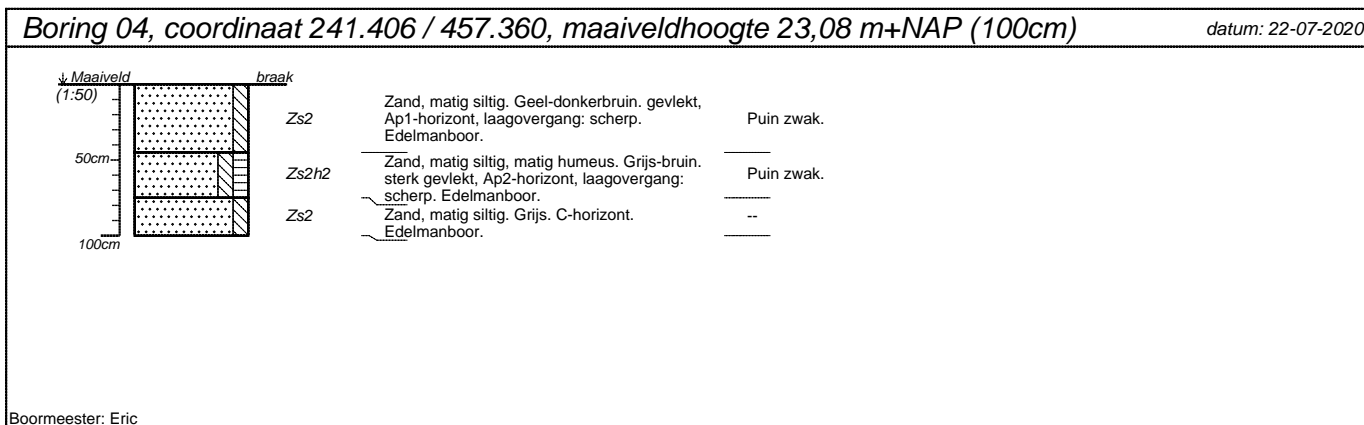 Boring 04, coordinaat 241.406 / 457.360, maaiveldhoogte 23,08 m+NAP (100cm)
datum: 22-07-2020
Maaiveld
braak
(1:50)
Zs2
Zand, matig siltig. Geel-donkerbruin. gevlekt,
Ap1-horizont, laagovergang: scherp.
Edelmanboor.
Puin zwak.
50cm
Zs2h2
Zand, matig siltig, matig humeus. Grijs-bruin.
sterk gevlekt, Ap2-horizont, laagovergang:
scherp. Edelmanboor.
Puin zwak.
Zs2
Zand, matig siltig. Grijs. C-horizont.
Edelmanboor.
--
100cm
Boormeester: Eric